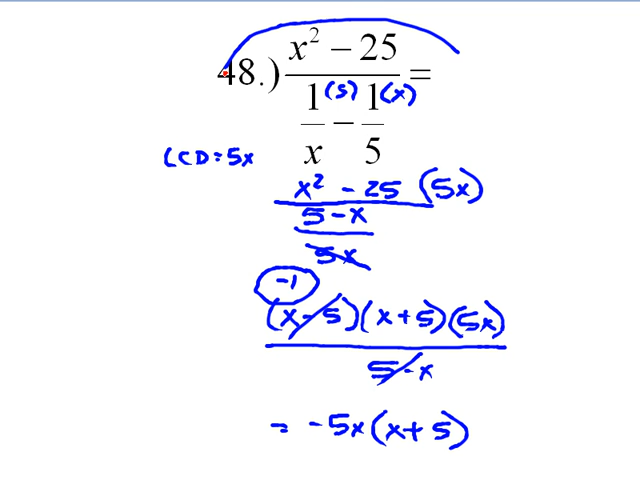 48.) x² − 25 =
(5) (x)
1 − 1
x 5
LCD = 5x
x² − 25 (5x)
5 − x
5x
−1
(x − 5)(x + 5)(5x)
5 − x
= −5x(x + 5)